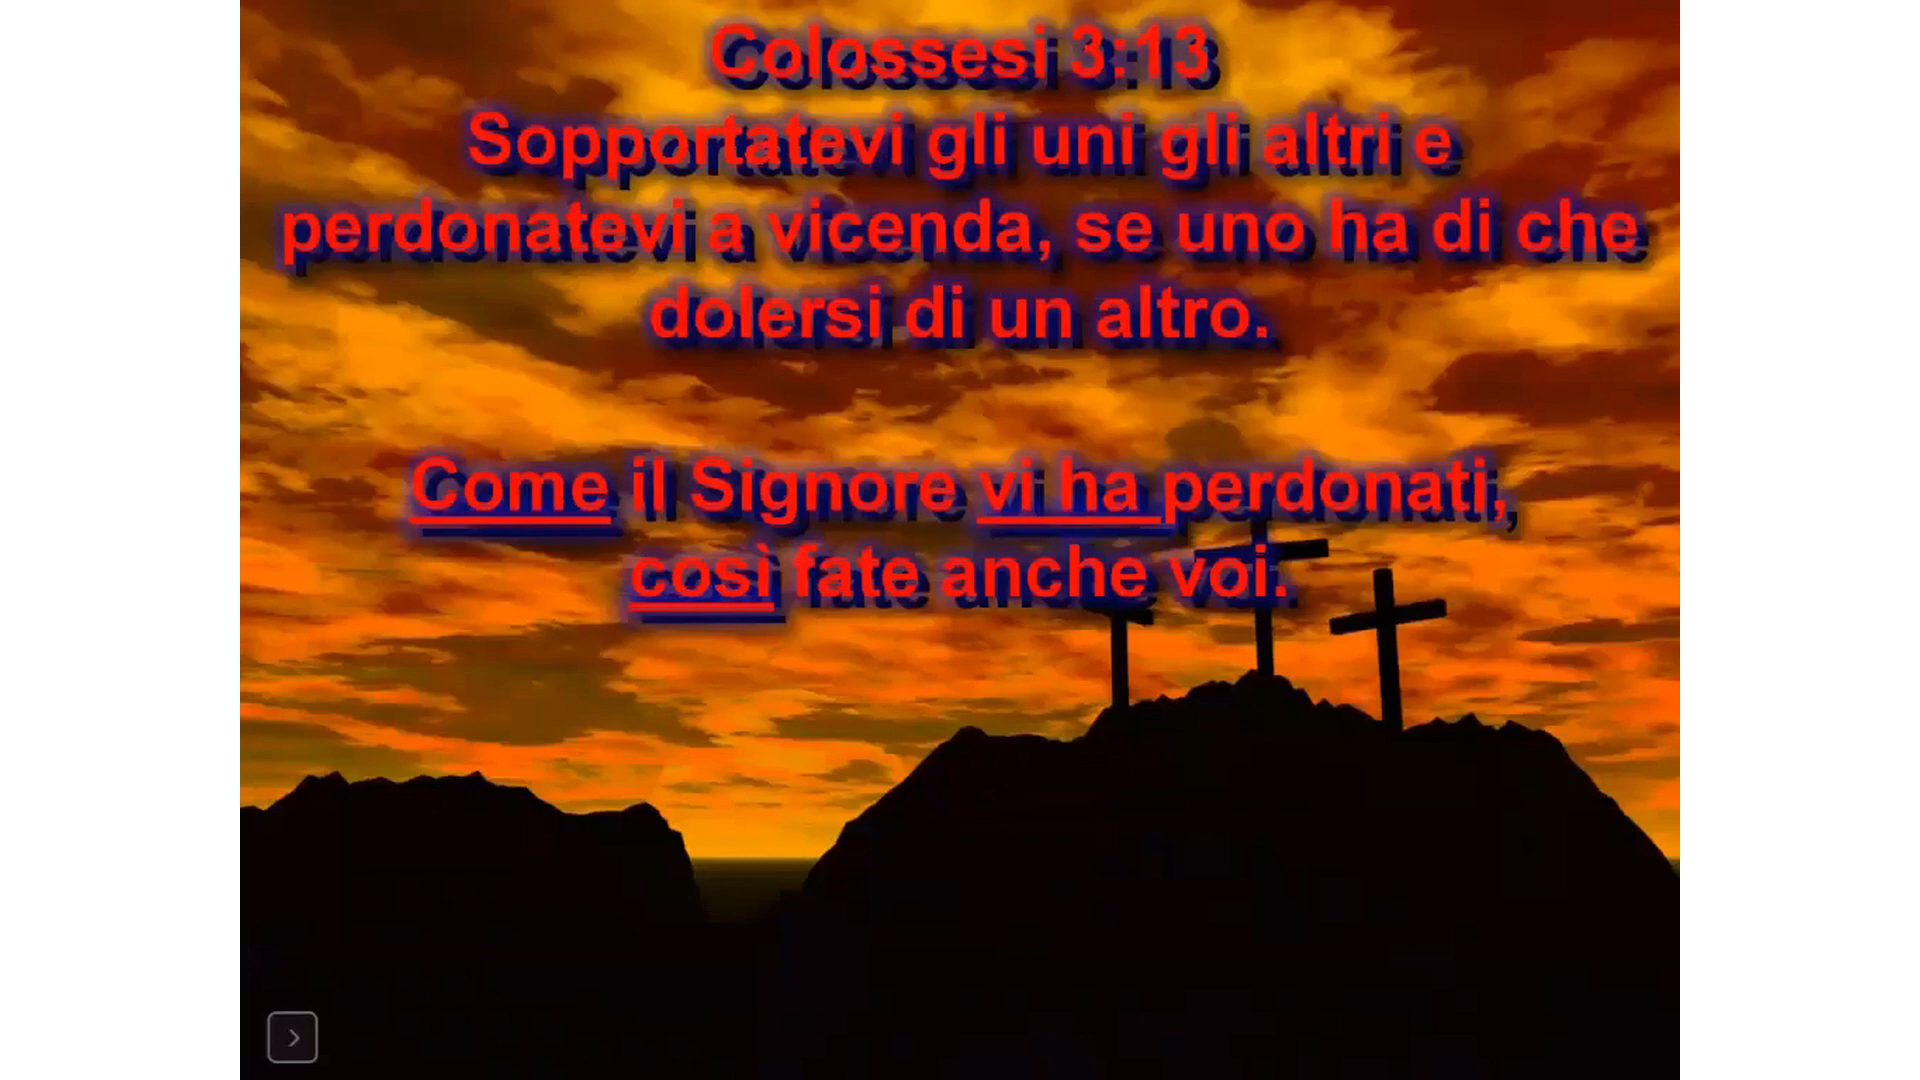 Colossesi 3:13
Sopportatevi gli uni gli altri e
perdonatevi a vicenda, se uno ha di che
dolersi di un altro.
Come il Signore vi ha perdonati,
così fate anche voi.